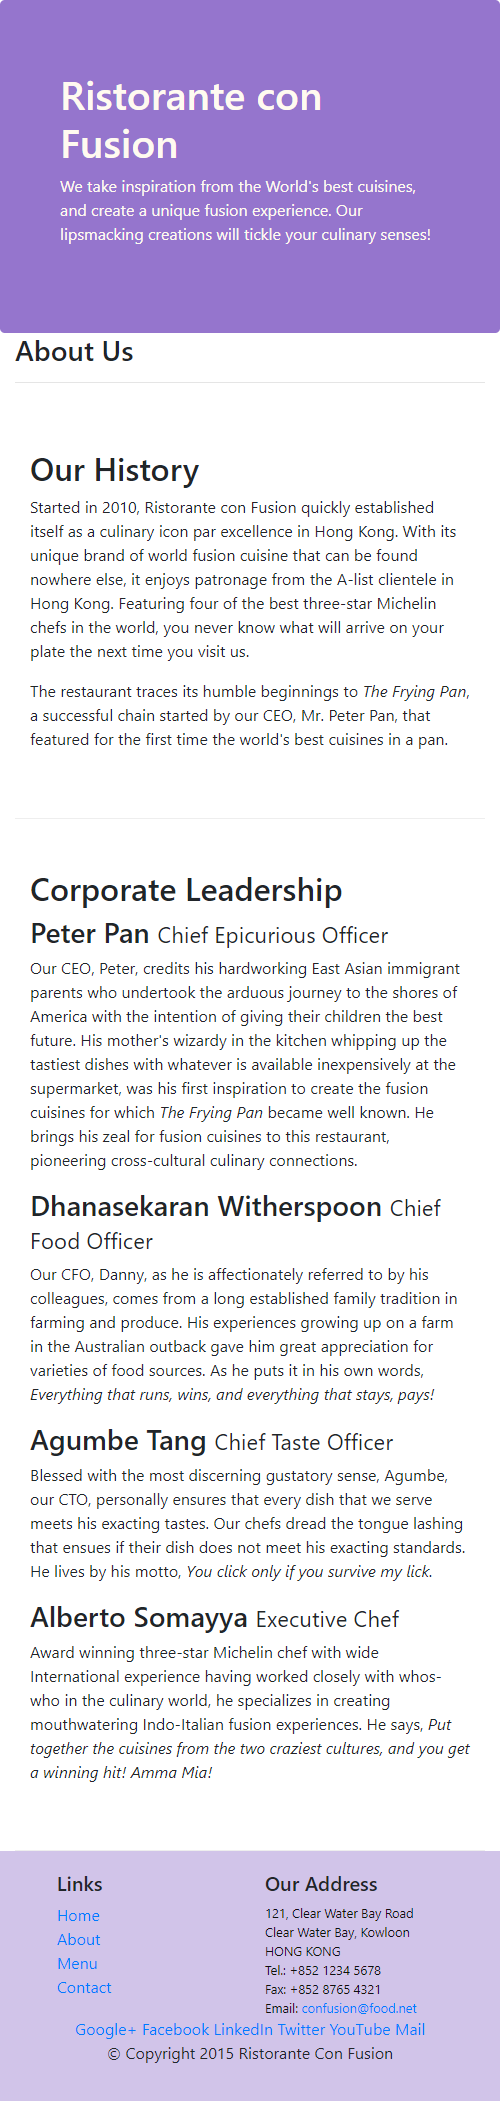 Ristorante con
Fusion
We take inspiration from the World's best cuisines,
and create a unique fusion experience. Our
lipsmacking creations will tickle your culinary senses!
About Us
Our History
Started in 2010, Ristorante con Fusion quickly established
itself as a culinary icon par excellence in Hong Kong. With its
unique brand of world fusion cuisine that can be found
nowhere else, it enjoys patronage from the A-list clientele in
Hong Kong. Featuring four of the best three-star Michelin
chefs in the world, you never know what will arrive on your
plate the next time you visit us.
The restaurant traces its humble beginnings to The Frying Pan,
a successful chain started by our CEO, Mr. Peter Pan, that
featured for the first time the world's best cuisines in a pan.
Corporate Leadership
Peter Pan Chief Epicurious Officer
Our CEO, Peter, credits his hardworking East Asian immigrant
parents who undertook the arduous journey to the shores of
America with the intention of giving their children the best
future. His mother's wizardy in the kitchen whipping up the
tastiest dishes with whatever is available inexpensively at the
supermarket, was his first inspiration to create the fusion
cuisines for which The Frying Pan became well known. He
brings his zeal for fusion cuisines to this restaurant,
pioneering cross-cultural culinary connections.
Dhanasekaran Witherspoon Chief
Food Officer
Our CFO, Danny, as he is affectionately referred to by his
colleagues, comes from a long established family tradition in
farming and produce. His experiences growing up on a farm
in the Australian outback gave him great appreciation for
varieties of food sources. As he puts it in his own words,
Everything that runs, wins, and everything that stays, pays!
Agumbe Tang Chief Taste Officer
Blessed with the most discerning gustatory sense, Agumbe,
our CTO, personally ensures that every dish that we serve
meets his exacting tastes. Our chefs dread the tongue lashing
that ensues if their dish does not meet his exacting standards.
He lives by his motto, You click only if you survive my lick.
Alberto Somayya Executive Chef
Award winning three-star Michelin chef with wide
International experience having worked closely with whos-
who in the culinary world, he specializes in creating
mouthwatering Indo-Italian fusion experiences. He says, Put
together the cuisines from the two craziest cultures, and you get
a winning hit! Amma Mia!
Links
Home
About
Menu
Contact
Our Address
121, Clear Water Bay Road
Clear Water Bay, Kowloon
HONG KONG
Tel.: +852 1234 5678
Fax: +852 8765 4321
Email: confusion@food.net
Google+ Facebook LinkedIn Twitter YouTube Mail
© Copyright 2015 Ristorante Con Fusion